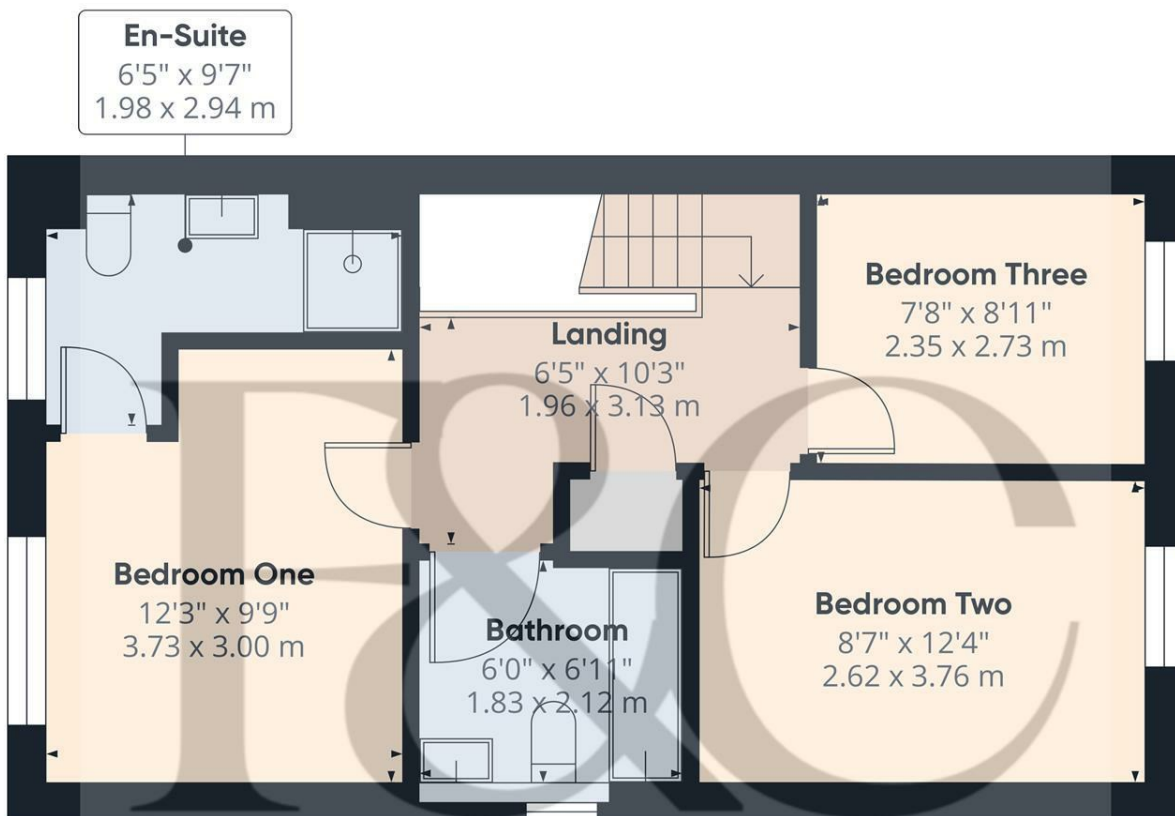 En-Suite
6'5" x 9'7"
1.98 x 2.94 m
Bedroom Three
7'8" x 8'11"
2.35 x 2.73 m
Landing
6'5" x 10'3"
1.96 x 3.13 m
Bedroom One
12'3" x 9'9"
3.73 x 3.00 m
Bathroom
6'0" x 6'11"
1.83 x 2.12 m
Bedroom Two
8'7" x 12'4"
2.62 x 3.76 m
F&C